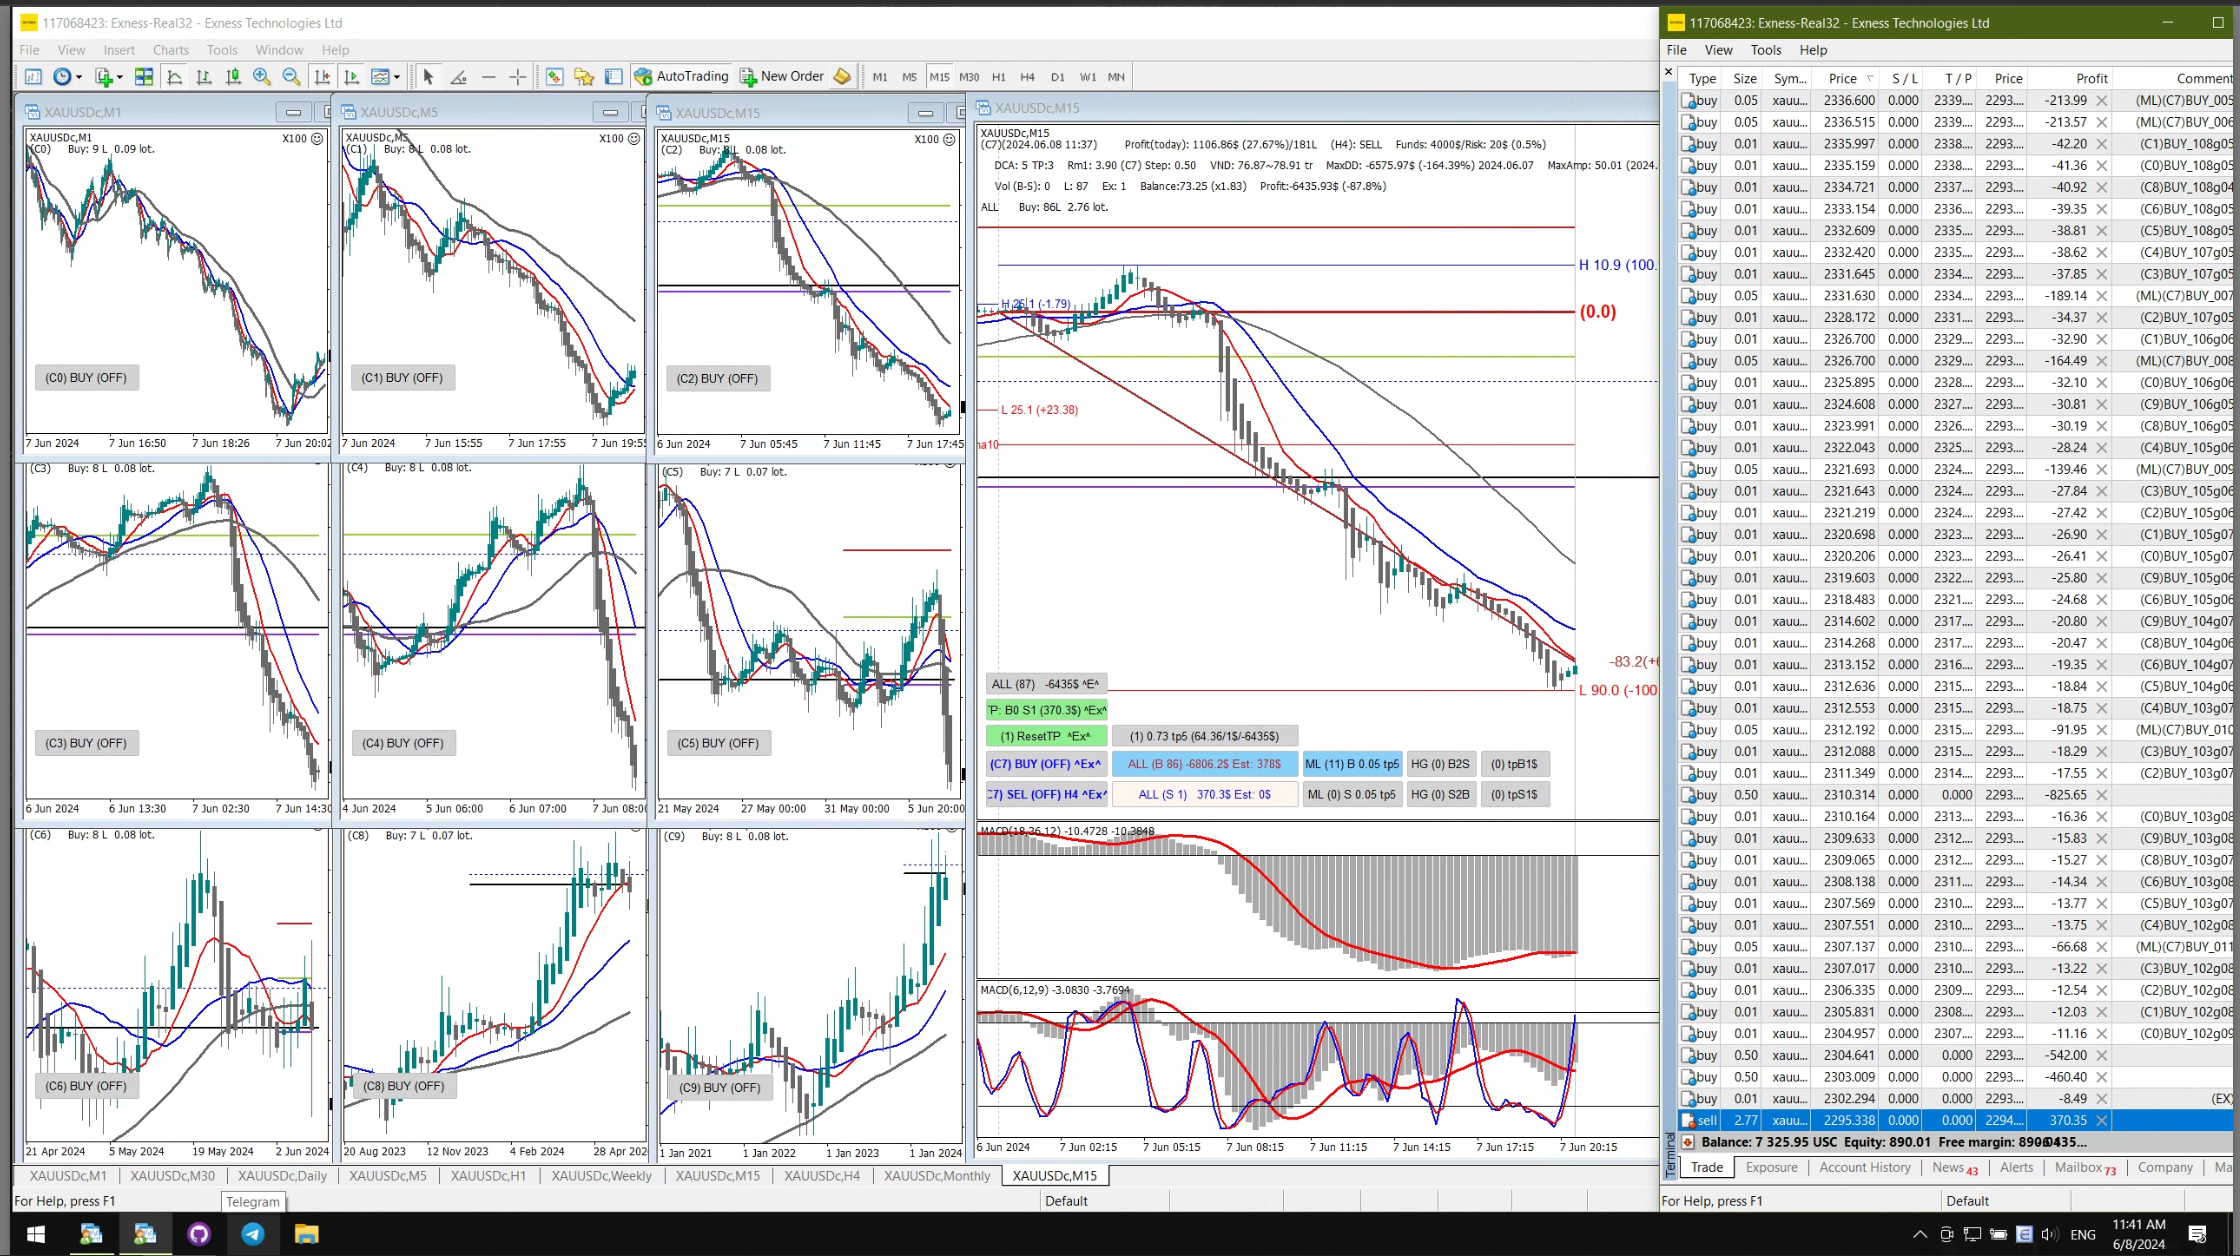 117068423: Exness-Real32 - Exness Technologies Ltd
File View Insert Charts Tools Window Help
AutoTrading New Order M1 M5 M15 M30 H1 H4 D1 W1 MN
XAUUSDc,M1
XAUUSDc,M1 X100
(C0) Buy: 9 L 0.09 lot.
(C0) BUY (OFF)
7 Jun 2024 7 Jun 16:50 7 Jun 18:26 7 Jun 20:02
XAUUSDc,M5
XAUUSDc,M5 X100
(C1) Buy: 8 L 0.08 lot.
(C1) BUY (OFF)
7 Jun 2024 7 Jun 15:55 7 Jun 17:55 7 Jun 19:55
XAUUSDc,M15
XAUUSDc,M15 X100
(C2) Buy: 8 L 0.08 lot.
(C2) BUY (OFF)
6 Jun 2024 7 Jun 05:45 7 Jun 11:45 7 Jun 17:45
(C3) Buy: 8 L 0.08 lot.
(C3) BUY (OFF)
6 Jun 2024 6 Jun 13:30 7 Jun 02:30 7 Jun 14:30
(C4) Buy: 8 L 0.08 lot.
(C4) BUY (OFF)
4 Jun 2024 5 Jun 06:00 6 Jun 07:00 7 Jun 08:00
(C5) Buy: 7 L 0.07 lot.
(C5) BUY (OFF)
21 May 2024 27 May 00:00 31 May 00:00 5 Jun 20:00
(C6) Buy: 8 L 0.08 lot.
(C6) BUY (OFF)
21 Apr 2024 5 May 2024 19 May 2024 2 Jun 2024
(C8) Buy: 7 L 0.07 lot.
(C8) BUY (OFF)
20 Aug 2023 12 Nov 2023 4 Feb 2024 28 Apr 202
(C9) Buy: 8 L 0.08 lot.
(C9) BUY (OFF)
1 Jan 2021 1 Jan 2022 1 Jan 2023 1 Jan 2024
XAUUSDc,M15
XAUUSDc,M15
(C7)(2024.06.08 11:37) Profit(today): 1106.86$ (27.67%)/181L (H4): SELL Funds: 4000$/Risk: 20$ (0.5%)
DCA: 5 TP:3 Rm1: 3.90 (C7) Step: 0.50 VND: 76.87~78.91 tr MaxDD: -6575.97$ (-164.39%) 2024.06.07 MaxAmp: 50.01 (2024.
Vol (B-S): 0 L: 87 Ex: 1 Balance:73.25 (x1.83) Profit:-6435.93$ (-87.8%)
ALL Buy: 86L 2.76 lot.
H 10.9 (100.
H 26.1 (-1.79)
(0.0)
L 25.1 (+23.38)
ma10
-83.2(+6
L 90.0 (-100
ALL (87) -6435$ ^E^
TP: B0 S1 (370.3$) ^Ex^
(1) ResetTP ^Ex^ (1) 0.73 tp5 (64.36/1$/-6435$)
(C7) BUY (OFF) ^Ex^ ALL (B 86) -6806.2$ Est: 378$ ML (11) B 0.05 tp5 HG (0) B2S (0) tpB1$
C7) SEL (OFF) H4 ^Ex^ ALL (S 1) 370.3$ Est: 0$ ML (0) S 0.05 tp5 HG (0) S2B (0) tpS1$
MACD(18,36,12) -10.4728 -10.3848
MACD(6,12,9) -3.0830 -3.7694
6 Jun 2024 7 Jun 02:15 7 Jun 05:15 7 Jun 08:15 7 Jun 11:15 7 Jun 14:15 7 Jun 17:15 7 Jun 20:15
XAUUSDc,M1 XAUUSDc,M30 XAUUSDc,Daily XAUUSDc,M5 XAUUSDc,H1 XAUUSDc,Weekly XAUUSDc,M15 XAUUSDc,H4 XAUUSDc,Monthly XAUUSDc,M15
For Help, press F1 Telegram Default
117068423: Exness-Real32 - Exness Technologies Ltd
File View Tools Help
Type Size Sym... Price S / L T / P Price Profit Comment
buy 0.05 xauu... 2336.600 0.000 2339.... 2293.... -213.99 (ML)(C7)BUY_005
buy 0.05 xauu... 2336.515 0.000 2339.... 2293.... -213.57 (ML)(C7)BUY_006
buy 0.01 xauu... 2335.997 0.000 2338.... 2293.... -42.20 (C1)BUY_108g05
buy 0.01 xauu... 2335.159 0.000 2338.... 2293.... -41.36 (C0)BUY_108g05
buy 0.01 xauu... 2334.721 0.000 2337.... 2293.... -40.92 (C8)BUY_108g04
buy 0.01 xauu... 2333.154 0.000 2336.... 2293.... -39.35 (C6)BUY_108g05
buy 0.01 xauu... 2332.609 0.000 2335.... 2293.... -38.81 (C5)BUY_108g05
buy 0.01 xauu... 2332.420 0.000 2335.... 2293.... -38.62 (C4)BUY_107g05
buy 0.01 xauu... 2331.645 0.000 2334.... 2293.... -37.85 (C3)BUY_107g05
buy 0.05 xauu... 2331.630 0.000 2334.... 2293.... -189.14 (ML)(C7)BUY_007
buy 0.01 xauu... 2328.172 0.000 2331.... 2293.... -34.37 (C2)BUY_107g05
buy 0.01 xauu... 2326.700 0.000 2329.... 2293.... -32.90 (C1)BUY_106g06
buy 0.05 xauu... 2326.700 0.000 2329.... 2293.... -164.49 (ML)(C7)BUY_008
buy 0.01 xauu... 2325.895 0.000 2328.... 2293.... -32.10 (C0)BUY_106g06
buy 0.01 xauu... 2324.608 0.000 2327.... 2293.... -30.81 (C9)BUY_106g05
buy 0.01 xauu... 2323.991 0.000 2326.... 2293.... -30.19 (C8)BUY_106g05
buy 0.01 xauu... 2322.043 0.000 2325.... 2293.... -28.24 (C4)BUY_105g06
buy 0.05 xauu... 2321.693 0.000 2324.... 2293.... -139.46 (ML)(C7)BUY_009
buy 0.01 xauu... 2321.643 0.000 2324.... 2293.... -27.84 (C3)BUY_105g06
buy 0.01 xauu... 2321.219 0.000 2324.... 2293.... -27.42 (C2)BUY_105g06
buy 0.01 xauu... 2320.698 0.000 2323.... 2293.... -26.90 (C1)BUY_105g07
buy 0.01 xauu... 2320.206 0.000 2323.... 2293.... -26.41 (C0)BUY_105g07
buy 0.01 xauu... 2319.603 0.000 2322.... 2293.... -25.80 (C9)BUY_105g06
buy 0.01 xauu... 2318.483 0.000 2321.... 2293.... -24.68 (C6)BUY_105g06
buy 0.01 xauu... 2314.602 0.000 2317.... 2293.... -20.80 (C9)BUY_104g07
buy 0.01 xauu... 2314.268 0.000 2317.... 2293.... -20.47 (C8)BUY_104g06
buy 0.01 xauu... 2313.152 0.000 2316.... 2293.... -19.35 (C6)BUY_104g07
buy 0.01 xauu... 2312.636 0.000 2315.... 2293.... -18.84 (C5)BUY_104g06
buy 0.01 xauu... 2312.553 0.000 2315.... 2293.... -18.75 (C4)BUY_103g07
buy 0.05 xauu... 2312.192 0.000 2315.... 2293.... -91.95 (ML)(C7)BUY_010
buy 0.01 xauu... 2312.088 0.000 2315.... 2293.... -18.29 (C3)BUY_103g07
buy 0.01 xauu... 2311.349 0.000 2314.... 2293.... -17.55 (C2)BUY_103g07
buy 0.50 xauu... 2310.314 0.000 0.000 2293.... -825.65
buy 0.01 xauu... 2310.164 0.000 2313.... 2293.... -16.36 (C0)BUY_103g08
buy 0.01 xauu... 2309.633 0.000 2312.... 2293.... -15.83 (C9)BUY_103g08
buy 0.01 xauu... 2309.065 0.000 2312.... 2293.... -15.27 (C8)BUY_103g07
buy 0.01 xauu... 2308.138 0.000 2311.... 2293.... -14.34 (C6)BUY_103g08
buy 0.01 xauu... 2307.569 0.000 2310.... 2293.... -13.77 (C5)BUY_103g07
buy 0.01 xauu... 2307.551 0.000 2310.... 2293.... -13.75 (C4)BUY_102g08
buy 0.05 xauu... 2307.137 0.000 2310.... 2293.... -66.68 (ML)(C7)BUY_011
buy 0.01 xauu... 2307.017 0.000 2310.... 2293.... -13.22 (C3)BUY_102g08
buy 0.01 xauu... 2306.335 0.000 2309.... 2293.... -12.54 (C2)BUY_102g08
buy 0.01 xauu... 2305.831 0.000 2308.... 2293.... -12.03 (C1)BUY_102g08
buy 0.01 xauu... 2304.957 0.000 2307.... 2293.... -11.16 (C0)BUY_102g09
buy 0.50 xauu... 2304.641 0.000 0.000 2293.... -542.00
buy 0.50 xauu... 2303.009 0.000 0.000 2293.... -460.40
buy 0.01 xauu... 2302.294 0.000 0.000 2293.... -8.49 (EX)
sell 2.77 xauu... 2295.338 0.000 0.000 2294.... 370.35
Balance: 7 325.95 USC Equity: 890.01 Free margin:
Terminal
Trade Exposure Account History News 43 Alerts Mailbox 73 Company Ma
For Help, press F1 Default
ENG 11:41 AM
6/8/2024